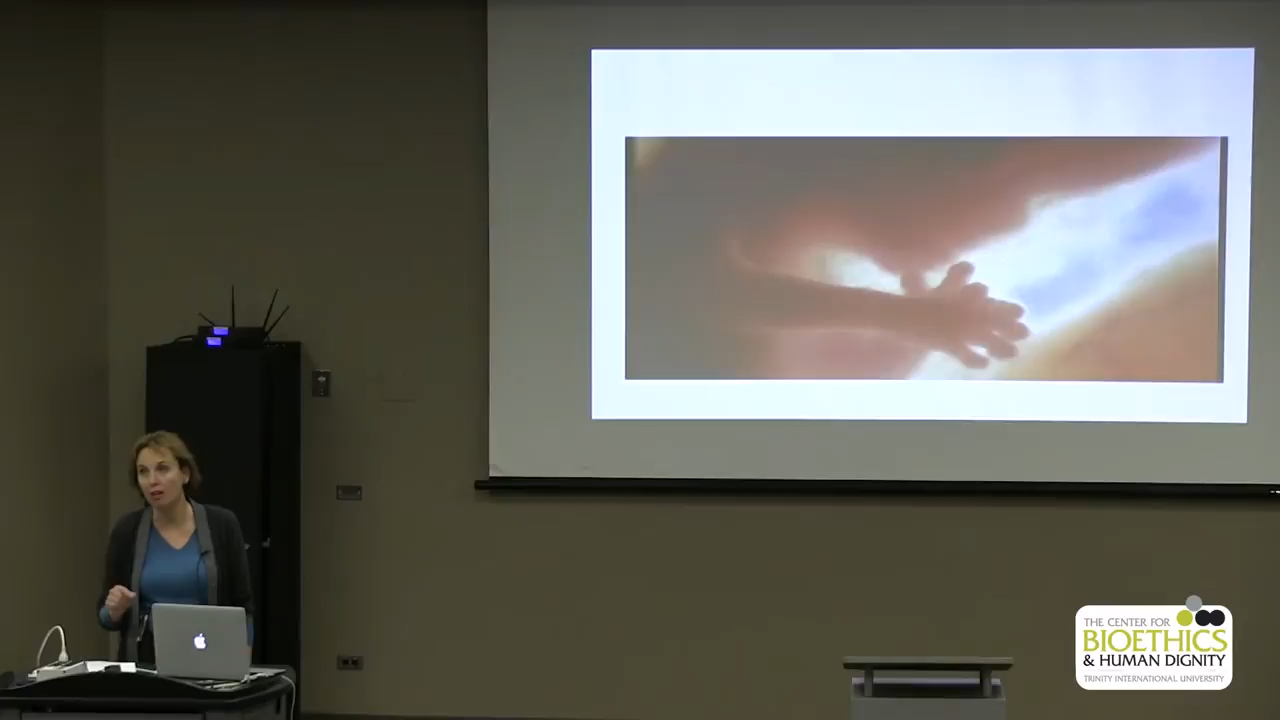 THE CENTER FOR
BIOETHICS
& HUMAN DIGNITY
TRINITY INTERNATIONAL UNIVERSITY